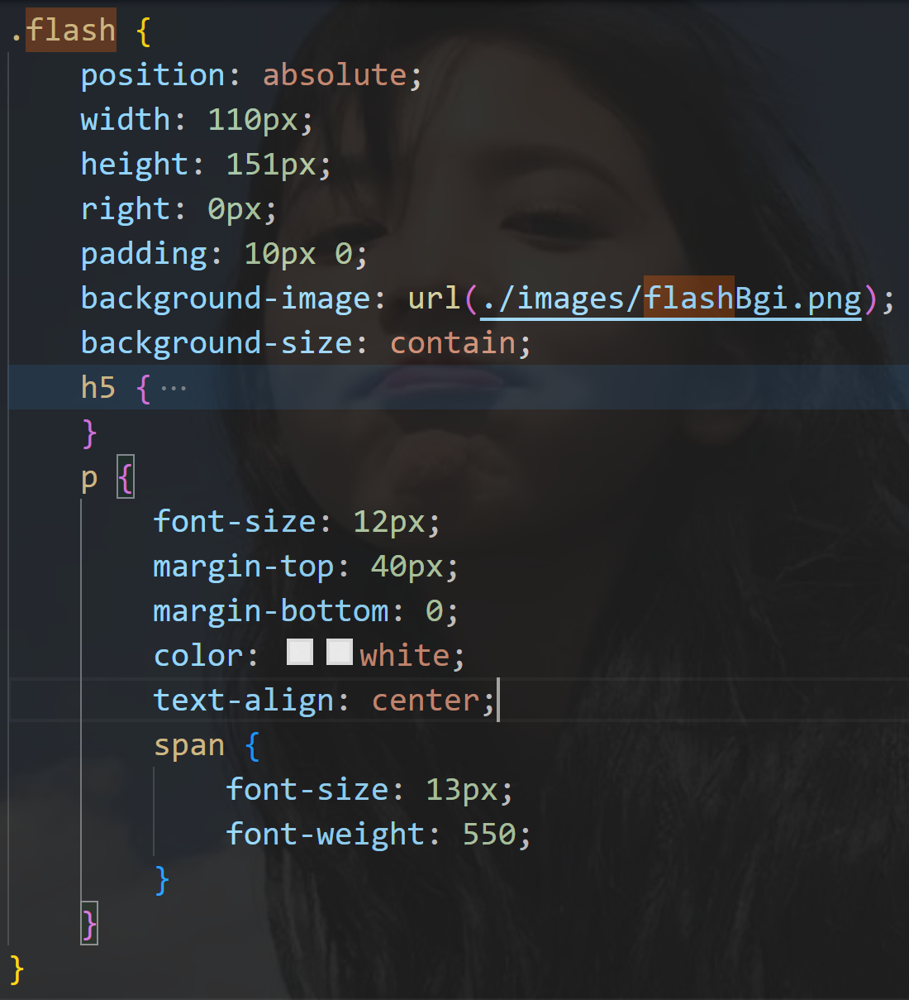 .flash {
    position: absolute;
    width: 110px;
    height: 151px;
    right: 0px;
    padding: 10px 0;
    background-image: url(./images/flashBgi.png);
    background-size: contain;
    h5 {···
    }
    p {
        font-size: 12px;
        margin-top: 40px;
        margin-bottom: 0;
        color: white;
        text-align: center;
        span {
            font-size: 13px;
            font-weight: 550;
        }
    }
}